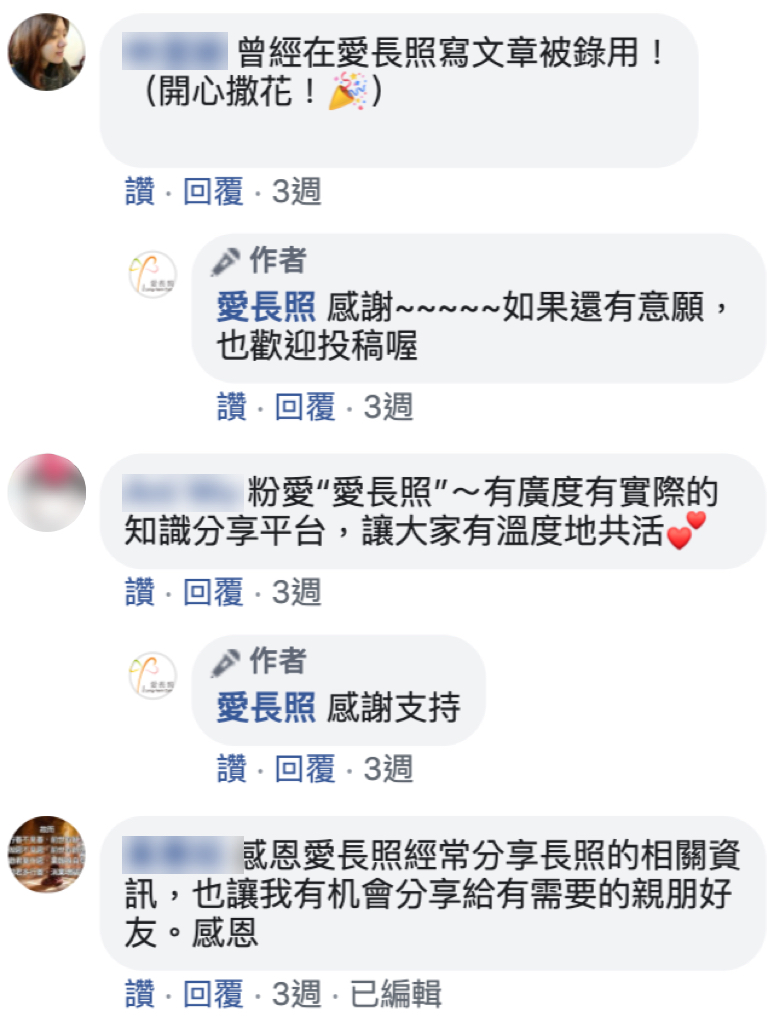 曾經在愛長照寫文章被錄用！
（開心撒花！🎉）
讚 · 回覆 · 3週
作者
愛長照 感謝~~~~~如果還有意願，
也歡迎投稿喔
讚 · 回覆 · 3週
粉愛“愛長照”～有廣度有實際的
知識分享平台，讓大家有溫度地共活💕
讚 · 回覆 · 3週
作者
愛長照 感謝支持
讚 · 回覆 · 3週
感恩愛長照經常分享長照的相關資
訊，也讓我有机會分享給有需要的親朋好
友。感恩
讚 · 回覆 · 3週 · 已編輯